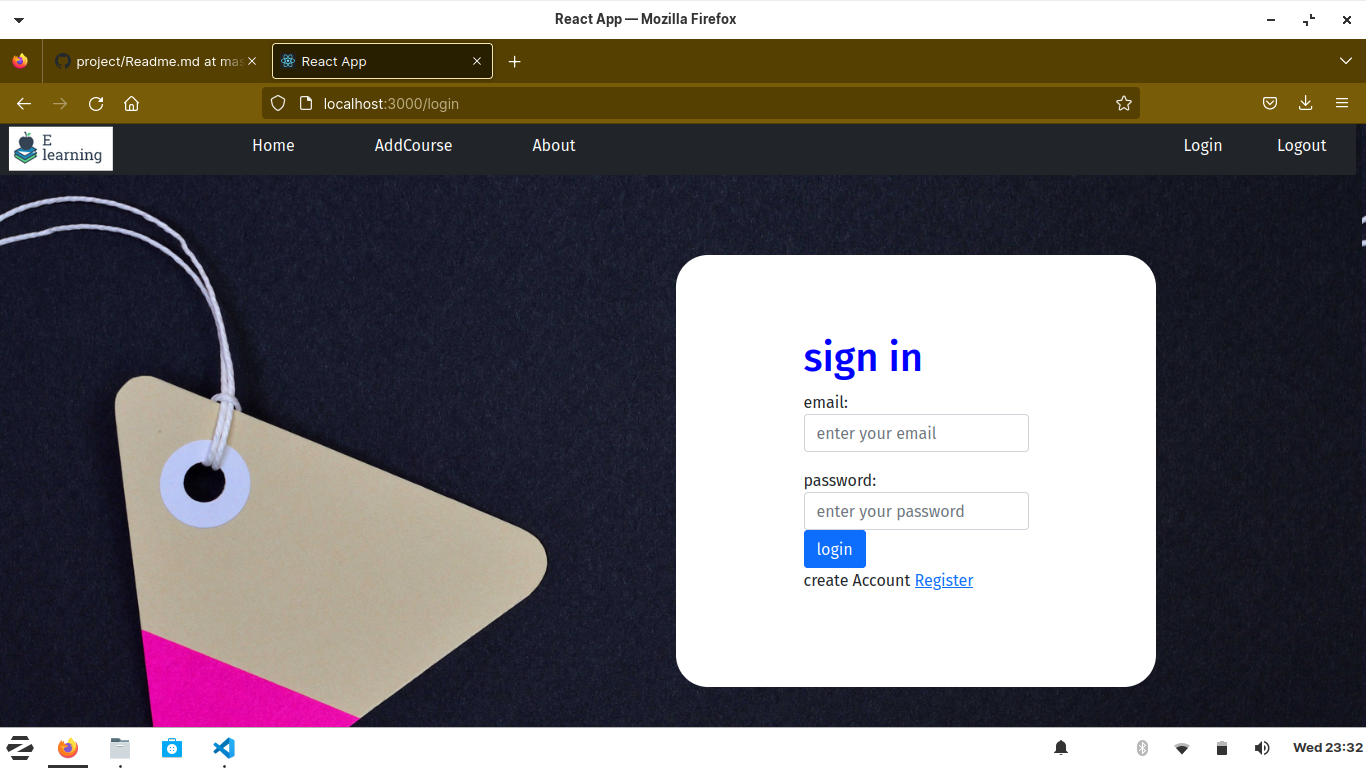 React App — Mozilla Firefox
project/Readme.md at mas
React App
localhost:3000/login
E
learning
Home AddCourse About Login Logout
sign in
email:
enter your email
password:
enter your password
login
create Account Register
Wed 23:32